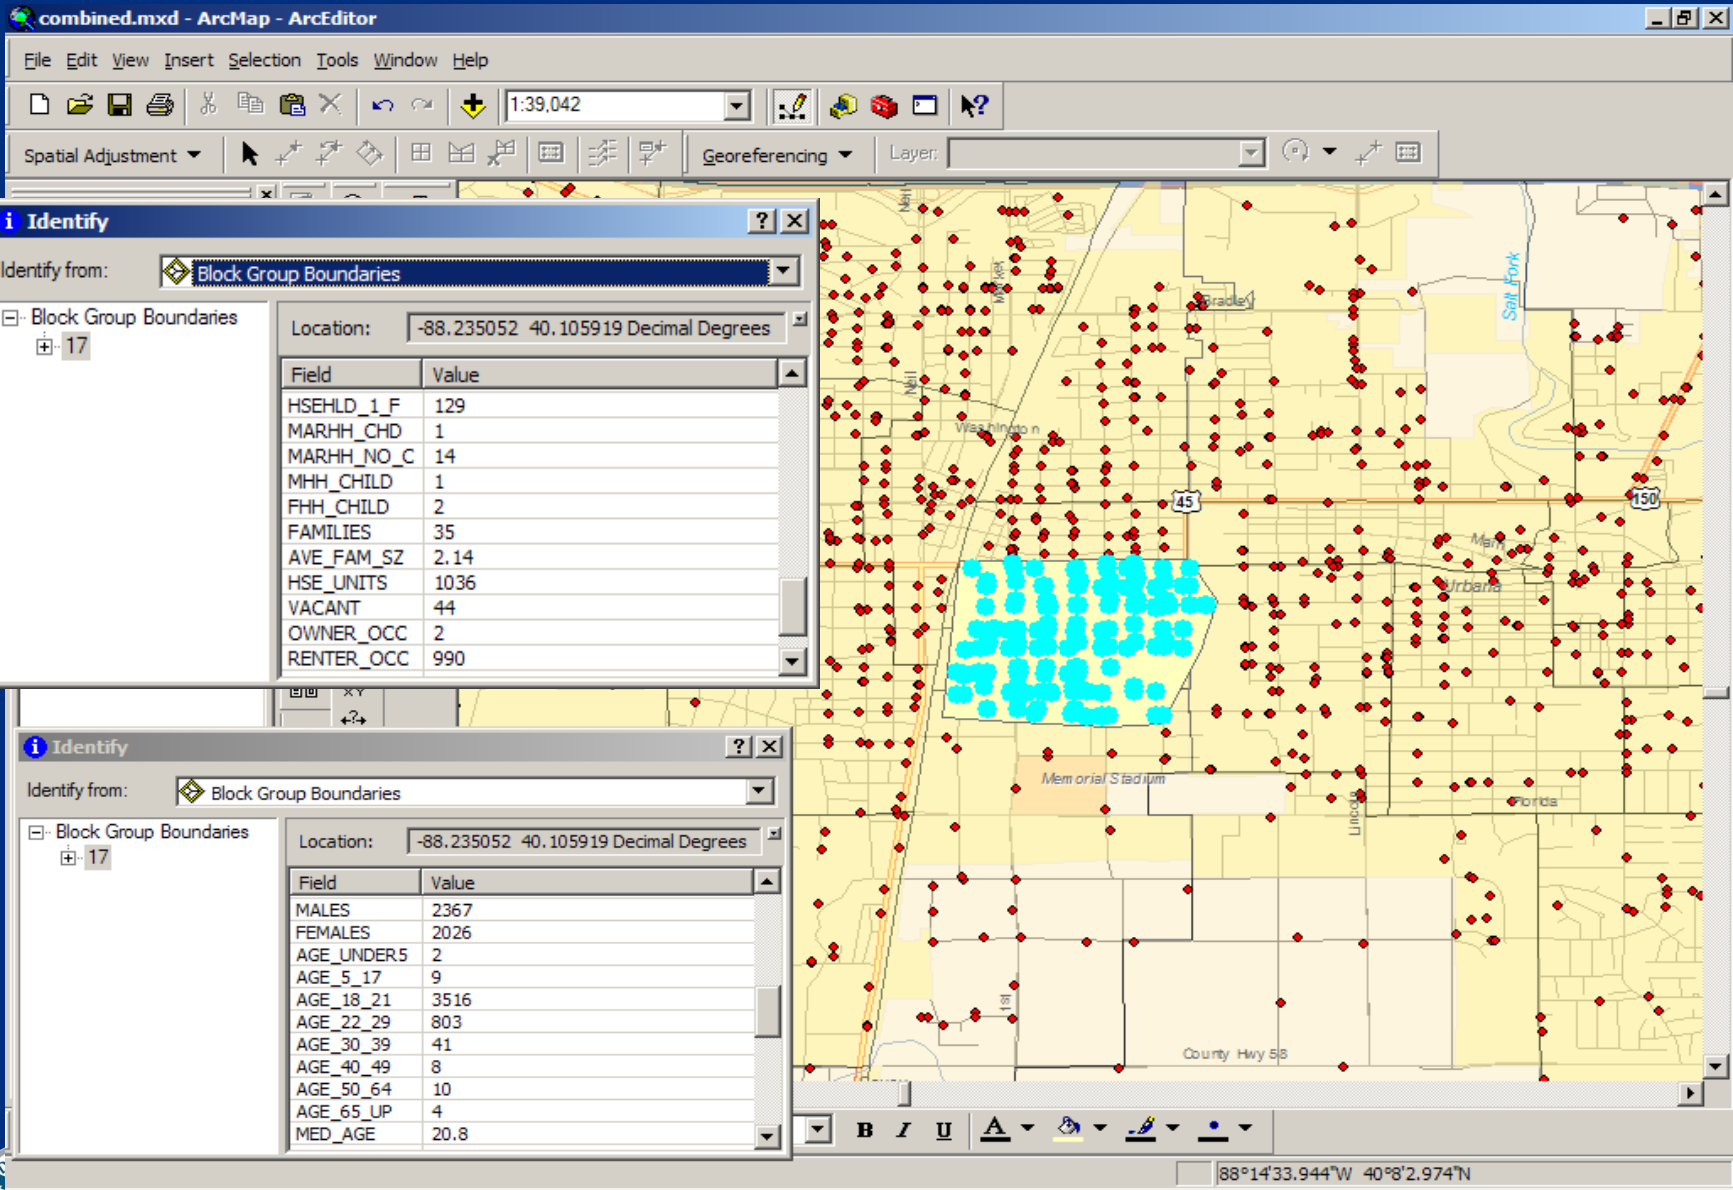 combined.mxd - ArcMap - ArcEditor
File Edit View Insert Selection Tools Window Help
1:39,042
Spatial Adjustment
Georeferencing
Layer:
Identify
Identify from:
Block Group Boundaries
Block Group Boundaries
17
Location:
-88.235052 40.105919 Decimal Degrees
Field Value
HSEHLD_1_F 129
MARHH_CHD 1
MARHH_NO_C 14
MHH_CHILD 1
FHH_CHILD 2
FAMILIES 35
AVE_FAM_SZ 2.14
HSE_UNITS 1036
VACANT 44
OWNER_OCC 2
RENTER_OCC 990
Identify
Identify from:
Block Group Boundaries
Block Group Boundaries
17
Location:
-88.235052 40.105919 Decimal Degrees
Field Value
MALES 2367
FEMALES 2026
AGE_UNDER5 2
AGE_5_17 9
AGE_18_21 3516
AGE_22_29 803
AGE_30_39 41
AGE_40_49 8
AGE_50_64 10
AGE_65_UP 4
MED_AGE 20.8
Neil
Market
Bradley
Salt Fork
Neil
Washington
45
150
Main
Urbana
Memorial Stadium
Lincoln
Florida
1st
County Hwy 58
B I U A
88°14'33.944"W 40°8'2.974"N